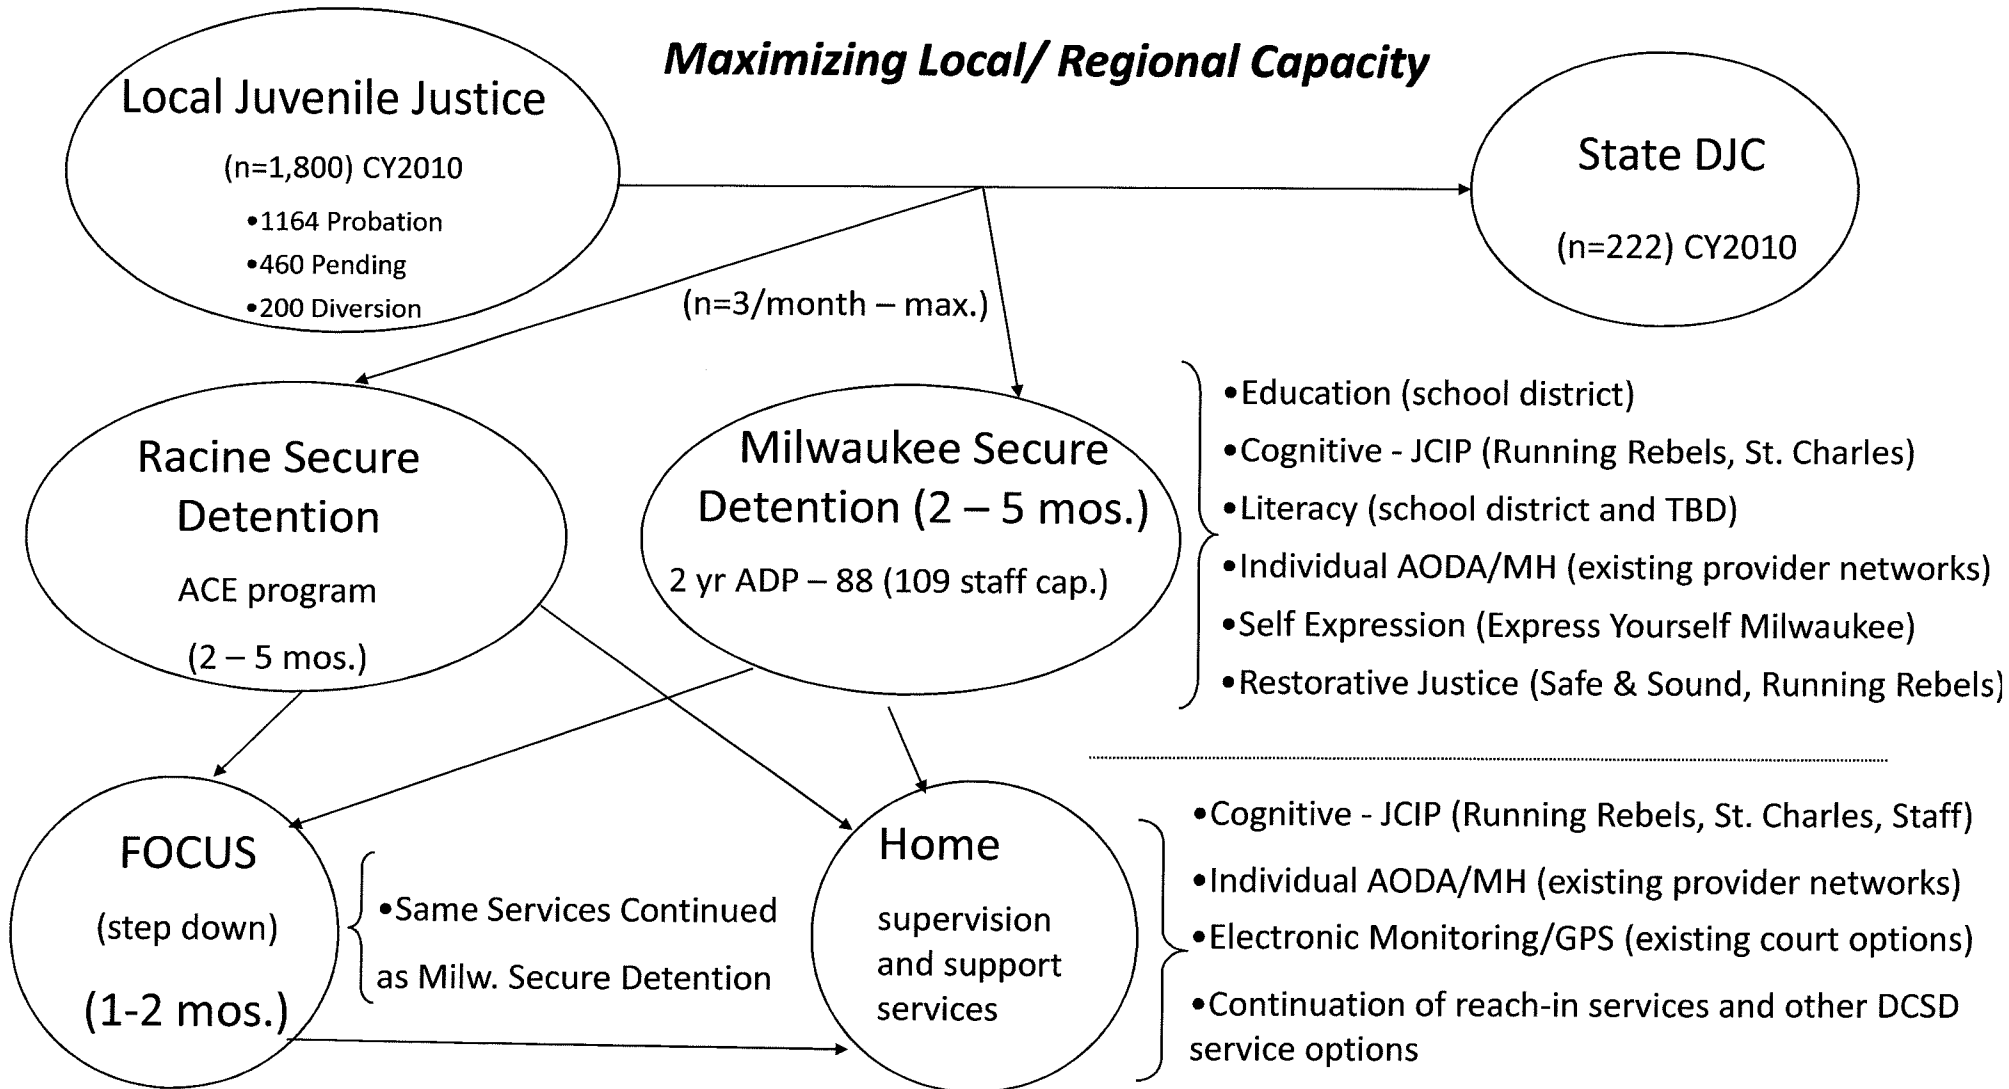 Maximizing Local/ Regional Capacity
Local Juvenile Justice
(n=1,800) CY2010
•1164 Probation
•460 Pending
•200 Diversion
State DJC
(n=222) CY2010
(n=3/month – max.)
Racine Secure
Detention
ACE program
(2 – 5 mos.)
Milwaukee Secure
Detention (2 – 5 mos.)
2 yr ADP – 88 (109 staff cap.)
•Education (school district)
•Cognitive - JCIP (Running Rebels, St. Charles)
•Literacy (school district and TBD)
•Individual AODA/MH (existing provider networks)
•Self Expression (Express Yourself Milwaukee)
•Restorative Justice (Safe & Sound, Running Rebels)
FOCUS
(step down)
(1-2 mos.)
•Same Services Continued
as Milw. Secure Detention
Home
supervision
and support
services
•Cognitive - JCIP (Running Rebels, St. Charles, Staff)
•Individual AODA/MH (existing provider networks)
•Electronic Monitoring/GPS (existing court options)
•Continuation of reach-in services and other DCSD
service options